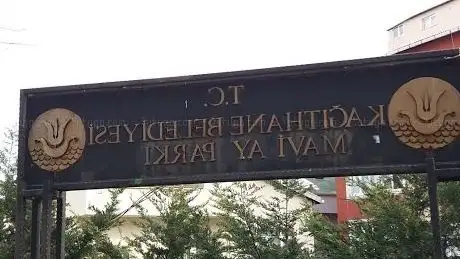 T.C.
KAĞITHANE BELEDİYESİ
MAVİ AY PARKI